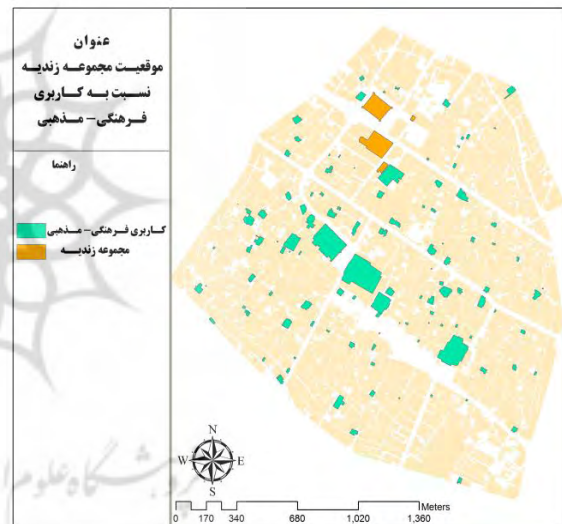 عنوان
موقعیت مجموعه زندیه
نسبت به کاربری
فرهنگی- مذهبی
راهنما
کاربری فرهنگی- مذهبی
مجموعه زندیه
N
W E
S
Meters
0 170 340 680 1,020 1,360